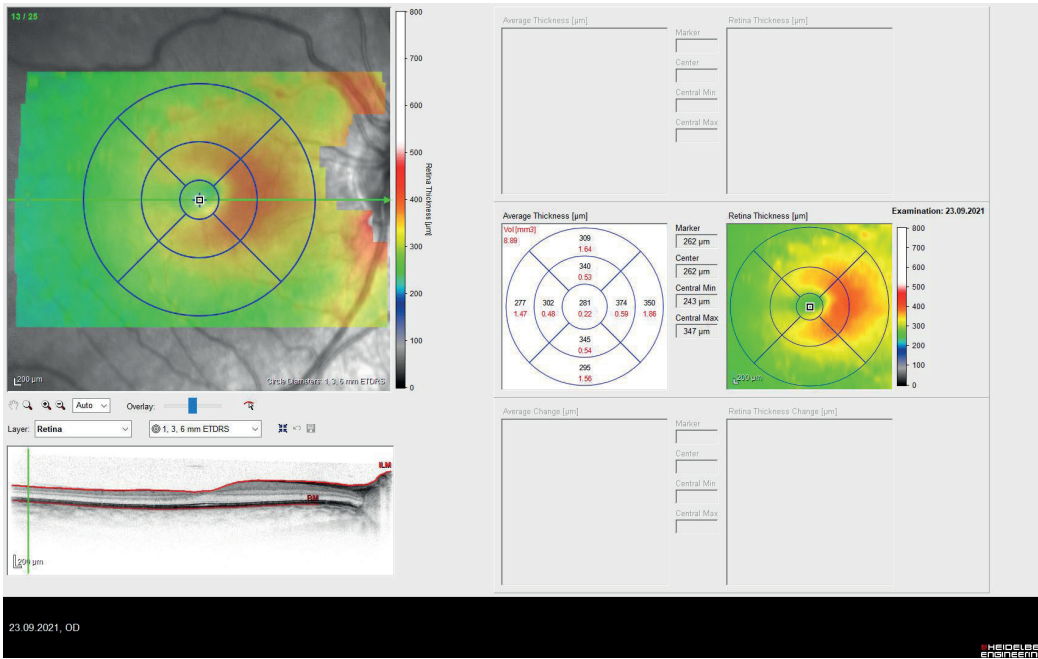 13 / 25
800
700
600
500
400
300
200
100
0
Retina Thickness [µm]
200 µm
Circle Diameters: 1, 3, 6 mm ETDRS
Auto
Overlay:
Layer:
Retina
1, 3, 6 mm ETDRS
ILM
BM
200 µm
Average Thickness [µm]
Marker
Center
Central Min
Central Max
Retina Thickness [µm]
Examination: 23.09.2021
Average Thickness [µm]
Vol [mm3]
8.89
309
1.64
340
0.53
277
1.47
302
0.48
281
0.22
374
0.59
350
1.86
345
0.54
295
1.56
Marker
262 µm
Center
262 µm
Central Min
243 µm
Central Max
347 µm
Retina Thickness [µm]
200 µm
800
700
600
500
400
300
200
100
0
Average Change [µm]
Marker
Center
Central Min
Central Max
Retina Thickness Change [µm]
23.09.2021, OD
HEIDELBE
ENGINEERIN